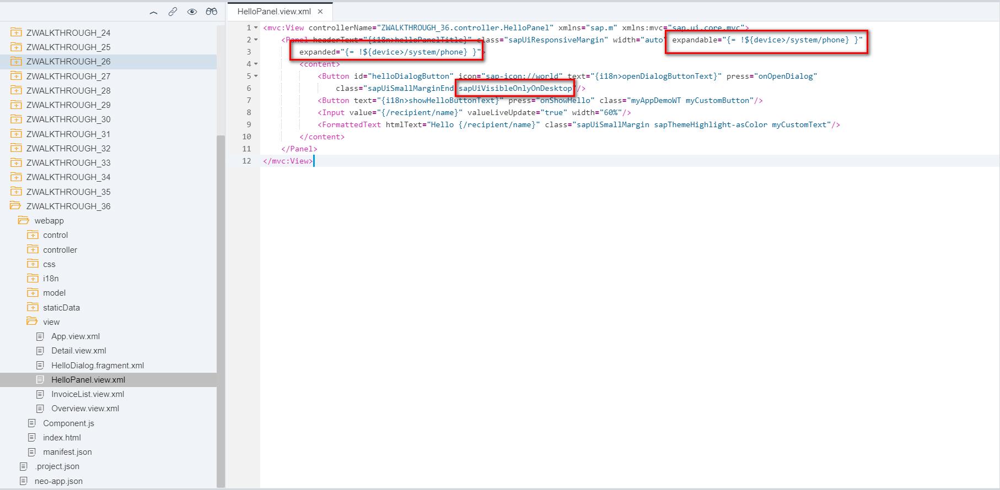 ZWALKTHROUGH_24
ZWALKTHROUGH_25
ZWALKTHROUGH_26
ZWALKTHROUGH_27
ZWALKTHROUGH_28
ZWALKTHROUGH_29
ZWALKTHROUGH_30
ZWALKTHROUGH_31
ZWALKTHROUGH_32
ZWALKTHROUGH_33
ZWALKTHROUGH_34
ZWALKTHROUGH_35
ZWALKTHROUGH_36
webapp
control
controller
css
i18n
model
staticData
view
App.view.xml
Detail.view.xml
HelloDialog.fragment.xml
HelloPanel.view.xml
InvoiceList.view.xml
Overview.view.xml
Component.js
index.html
manifest.json
.project.json
neo-app.json
HelloPanel.view.xml ×
1 <mvc:View controllerName="ZWALKTHROUGH_36.controller.HelloPanel" xmlns="sap.m" xmlns:mvc="sap.ui.core.mvc">
2 <Panel headerText="{i18n>helloPanelTitle}" class="sapUiResponsiveMargin" width="auto" expandable="{= !${device>/system/phone} }"
3 expanded="{= !${device>/system/phone} }">
4 <content>
5 <Button id="helloDialogButton" icon="sap-icon://world" text="{i18n>openDialogButtonText}" press="onOpenDialog"
6 class="sapUiSmallMarginEnd sapUiVisibleOnlyOnDesktop"/>
7 <Button text="{i18n>showHelloButtonText}" press="onShowHello" class="myAppDemoWT myCustomButton"/>
8 <Input value="{/recipient/name}" valueLiveUpdate="true" width="60%"/>
9 <FormattedText htmlText="Hello {/recipient/name}" class="sapUiSmallMargin sapThemeHighlight-asColor myCustomText"/>
10 </content>
11 </Panel>
12 </mvc:View>